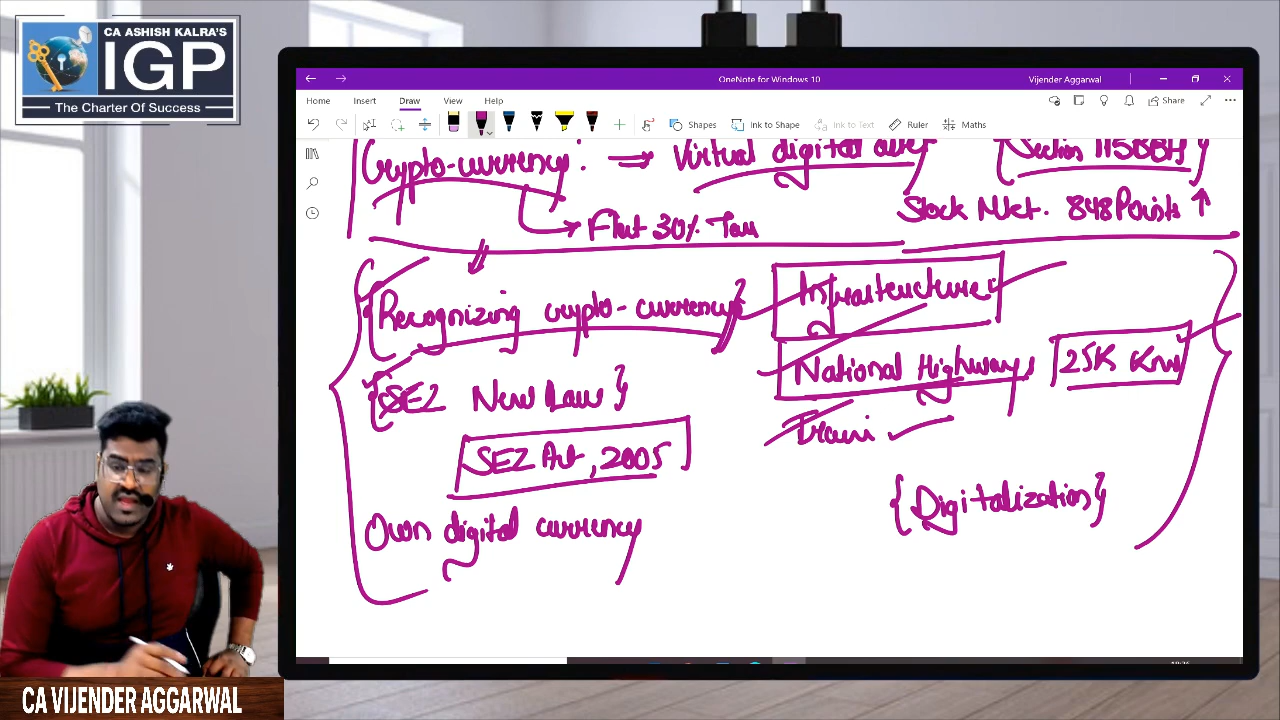 CA ASHISH KALRA'S
IGP
The Charter Of Success
OneNote for Windows 10
Vijender Aggarwal
Home Insert Draw View Help
Share
Shapes Ink to Shape Ink to Text Ruler Maths
Crypto-currency: ⇒ Virtual digital {Section 115BBH}
→ Flat 30% Tax
Stock Mkt. 848 Points ↑
{Recognizing crypto-currency}
Infrastructure
National Highways 25K Km
{SEZ New Law}
Train
SEZ Act, 2005
{Digitalization}
Own digital currency
CA VIJENDER AGGARWAL